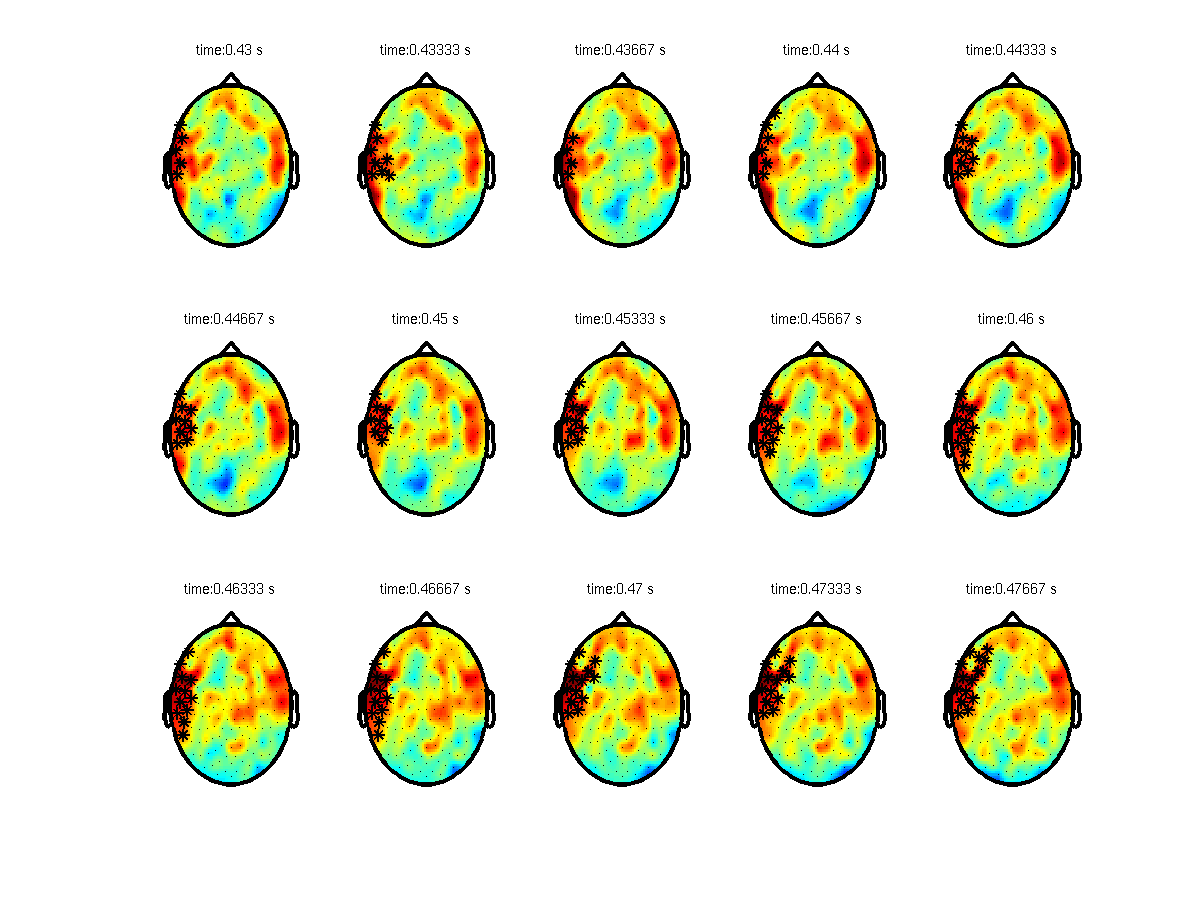 time:0.43 s
time:0.43333 s
time:0.43667 s
time:0.44 s
time:0.44333 s
time:0.44667 s
time:0.45 s
time:0.45333 s
time:0.45667 s
time:0.46 s
time:0.46333 s
time:0.46667 s
time:0.47 s
time:0.47333 s
time:0.47667 s